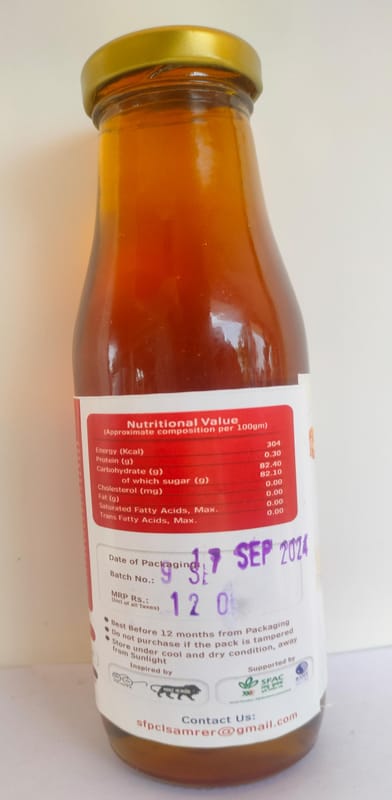 Nutritional Value
(Approximate composition per 100gm)
Energy (Kcal) 304
Protein (g) 0.30
Carbohydrate (g) 82.40
of which sugar (g) 82.10
Cholesterol (mg) 0.00
Fat (g) 0.00
Saturated Fatty Acids, Max. 0.00
Trans Fatty Acids, Max. 0.00
Date of Packaging 17 SEP 2024
Batch No.:
MRP Rs.:
(Incl of all taxes)
Best Before 12 months from Packaging
Do not purchase if the pack is tampered
Store under cool and dry condition, away
from Sunlight
Inspired by
Supported by
MAKE IN INDIA
SFAC
Contact Us:
sfpclsamrer@gmail.com